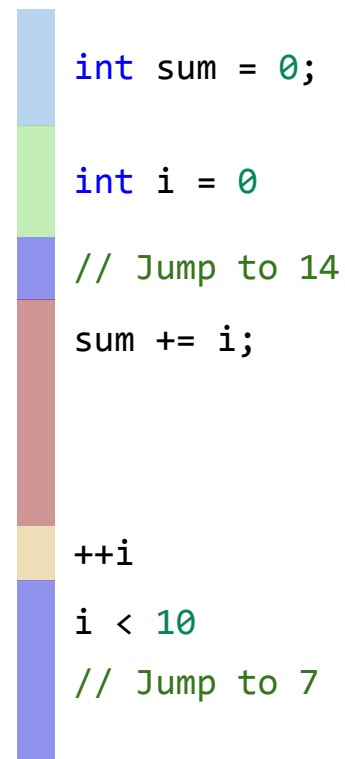 int sum = 0;
int i = 0
// Jump to 14
sum += i;
++i
i < 10
// Jump to 7